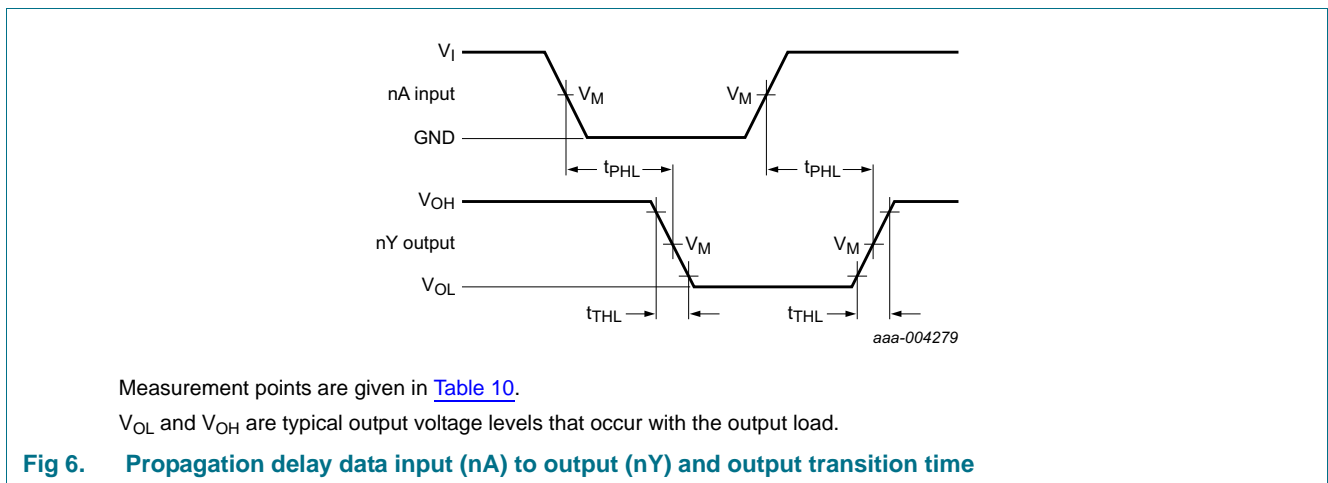 V_I
nA input
V_M V_M
GND
t_PHL t_PHL
V_OH
nY output
V_M V_M
V_OL
t_THL t_THL
aaa-004279
Measurement points are given in Table 10.
V_OL and V_OH are typical output voltage levels that occur with the output load.
Fig 6. Propagation delay data input (nA) to output (nY) and output transition time